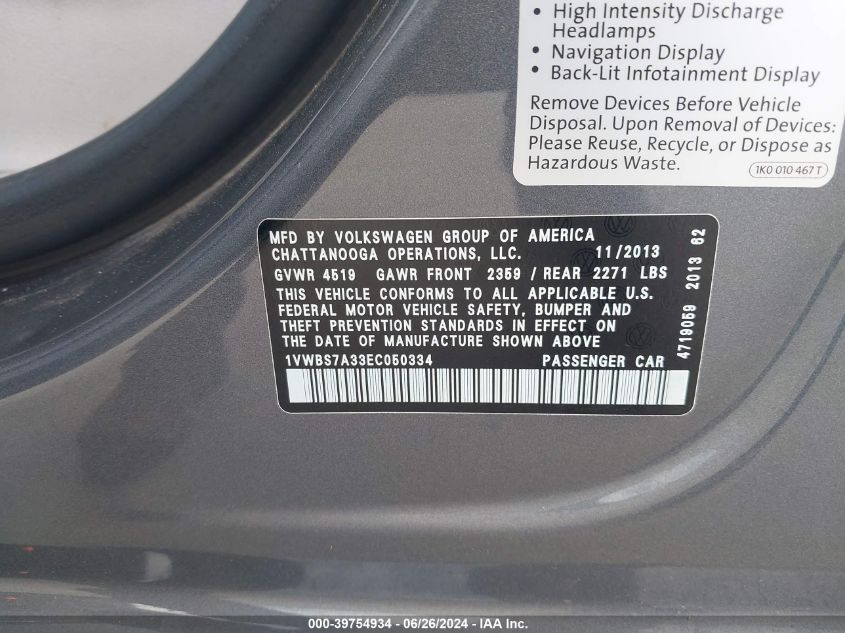 • High Intensity Discharge
Headlamps
• Navigation Display
• Back-Lit Infotainment Display
Remove Devices Before Vehicle
Disposal. Upon Removal of Devices:
Please Reuse, Recycle, or Dispose as
Hazardous Waste.
1K0 010 467 T
MFD BY VOLKSWAGEN GROUP OF AMERICA
CHATTANOOGA OPERATIONS, LLC. 11/2013
GVWR 4519 GAWR FRONT 2359 / REAR 2271 LBS
THIS VEHICLE CONFORMS TO ALL APPLICABLE U.S.
FEDERAL MOTOR VEHICLE SAFETY, BUMPER AND
THEFT PREVENTION STANDARDS IN EFFECT ON
THE DATE OF MANUFACTURE SHOWN ABOVE
1VWBS7A33EC050334 PASSENGER CAR
4719059 2013 62
000-39754934 - 06/26/2024 - IAA Inc.